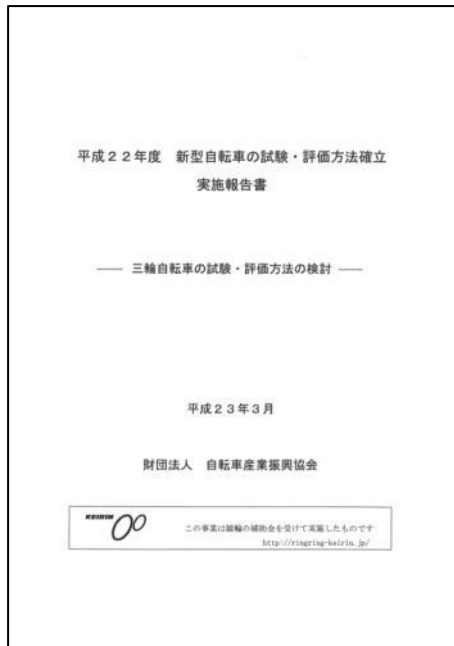 平成２２年度　新型自転車の試験・評価方法確立
実施報告書
―― 三輪自転車の試験・評価方法の検討 ――
平成２３年３月
財団法人　自転車産業振興協会
KEIRIN
この事業は競輪の補助金を受けて実施したものです
http://ringring-keirin.jp/